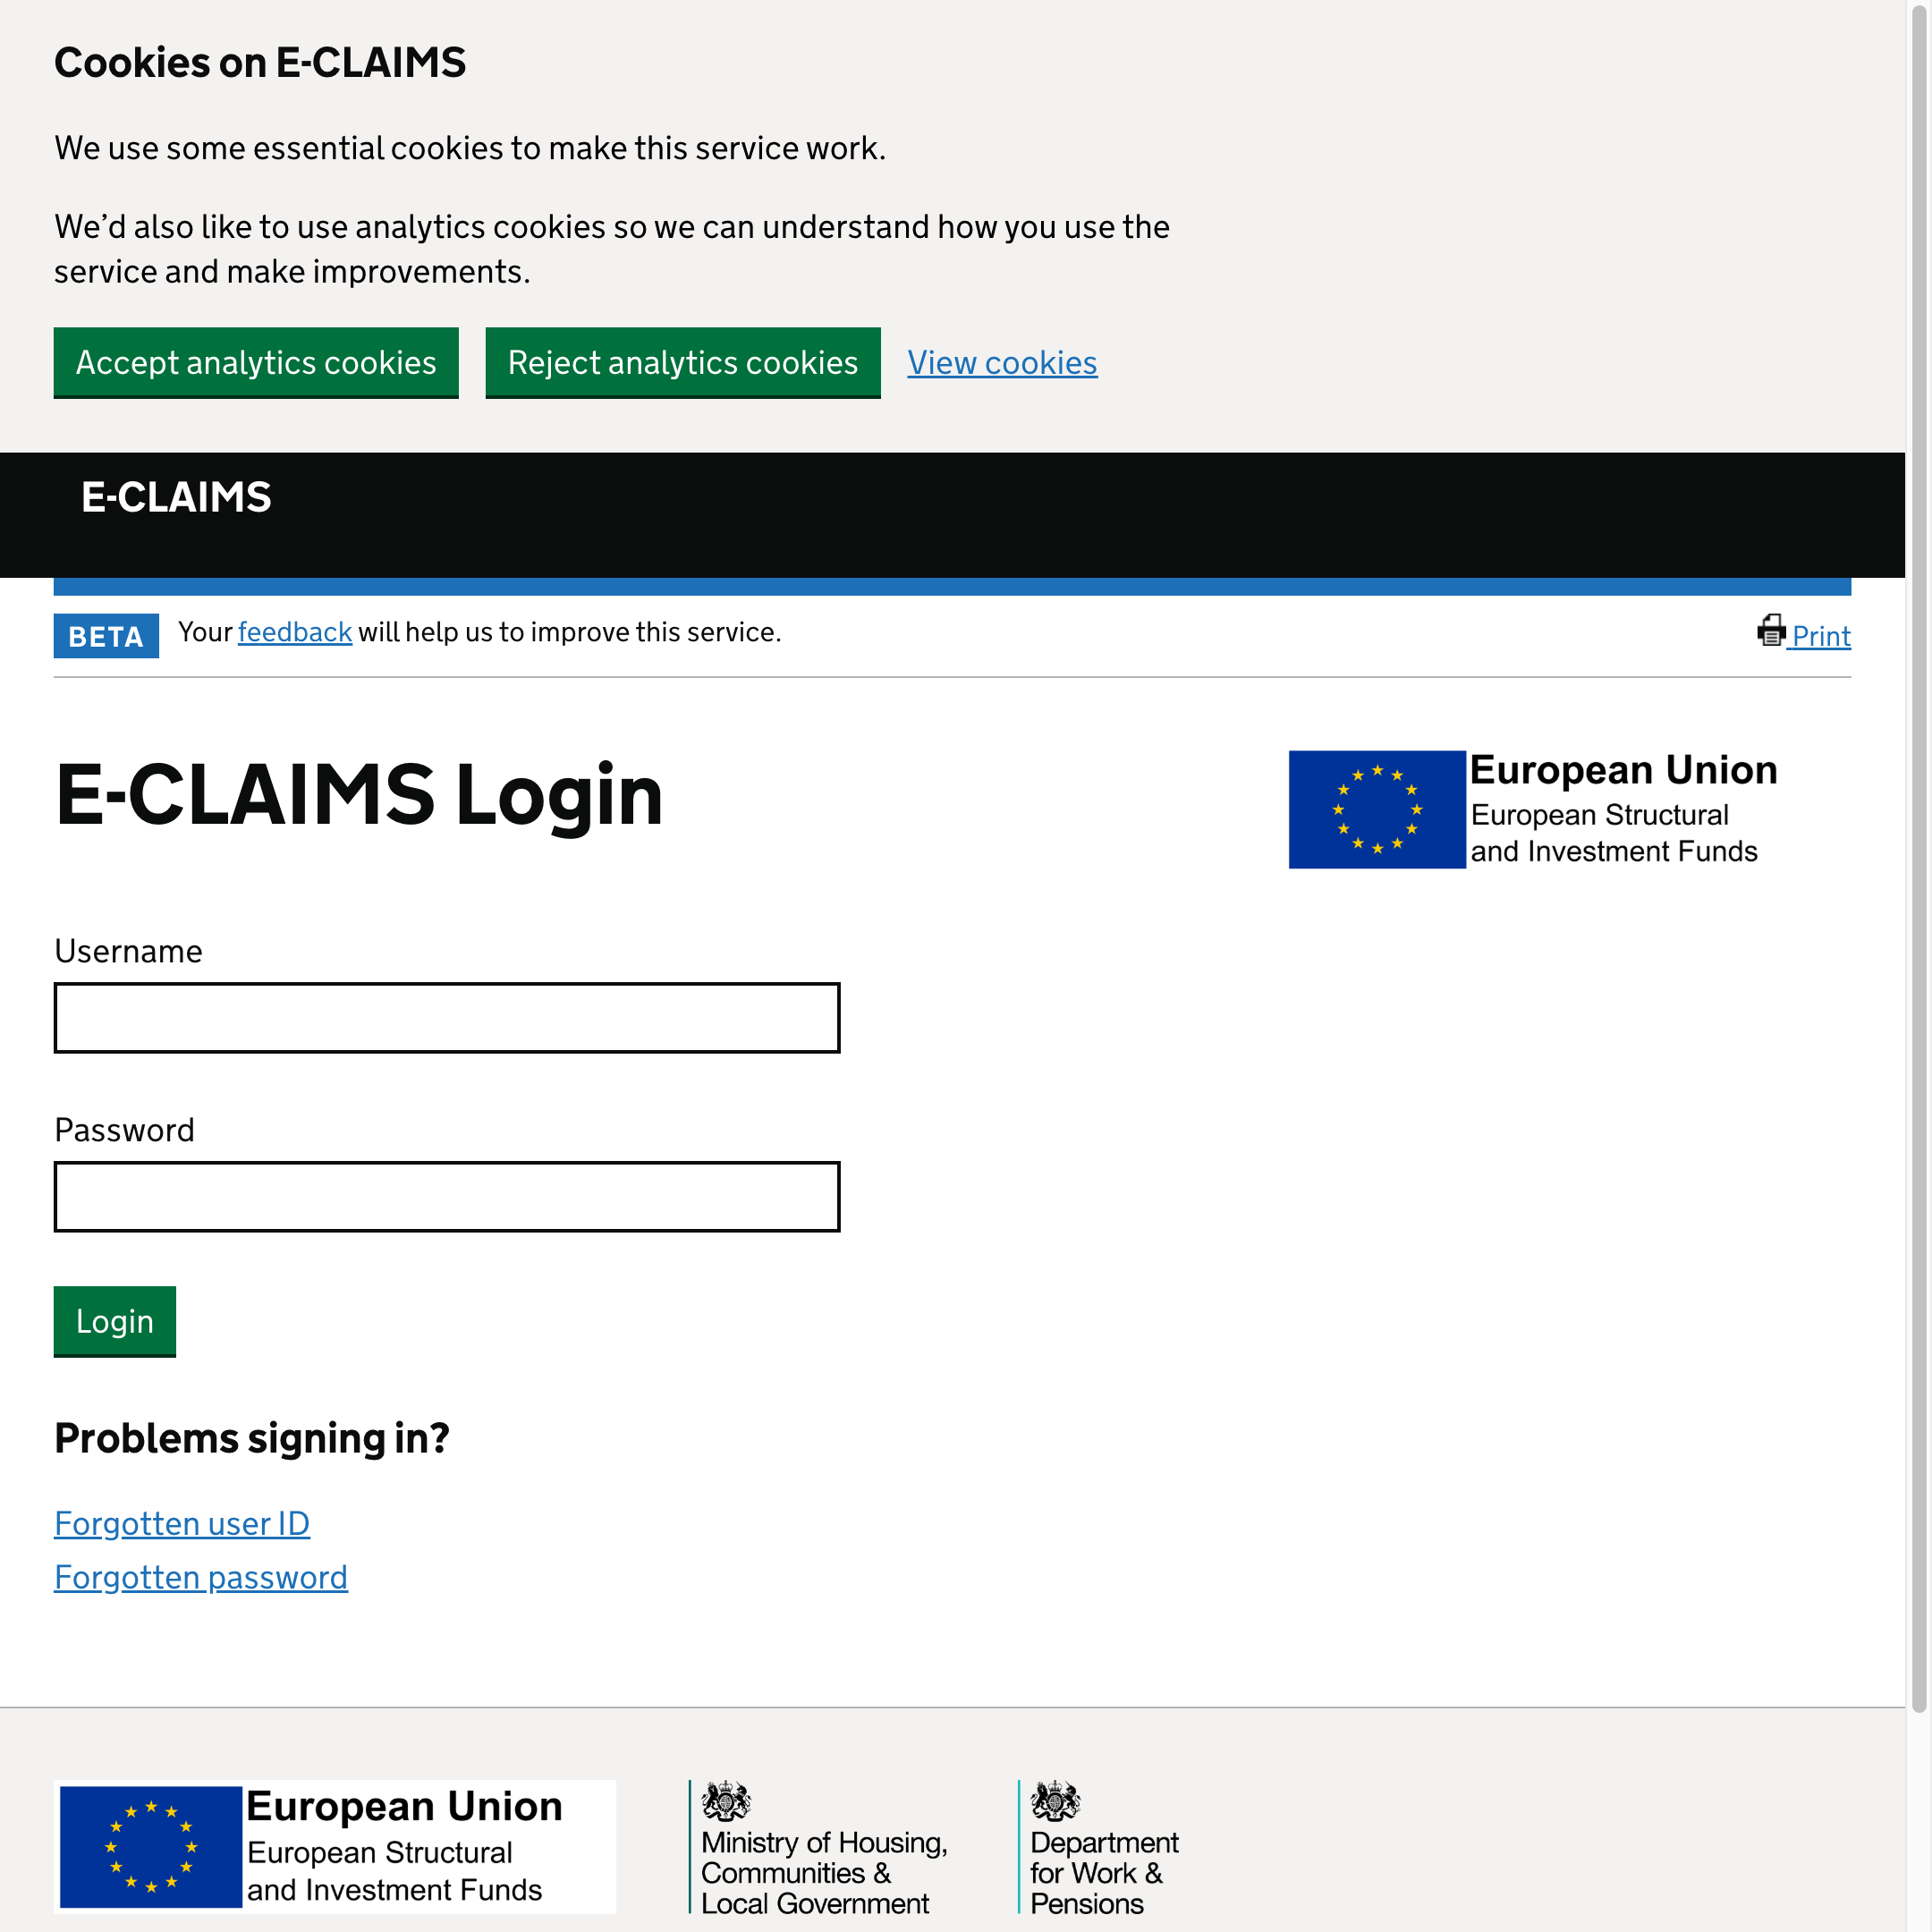 Cookies on E-CLAIMS
We use some essential cookies to make this service work.
We’d also like to use analytics cookies so we can understand how you use the
service and make improvements.
Accept analytics cookies
Reject analytics cookies
View cookies
E-CLAIMS
BETA
Your feedback will help us to improve this service.
Print
E-CLAIMS Login
European Union
European Structural
and Investment Funds
Username
Password
Login
Problems signing in?
Forgotten user ID
Forgotten password
European Union
European Structural
and Investment Funds
Ministry of Housing,
Communities &
Local Government
Department
for Work &
Pensions